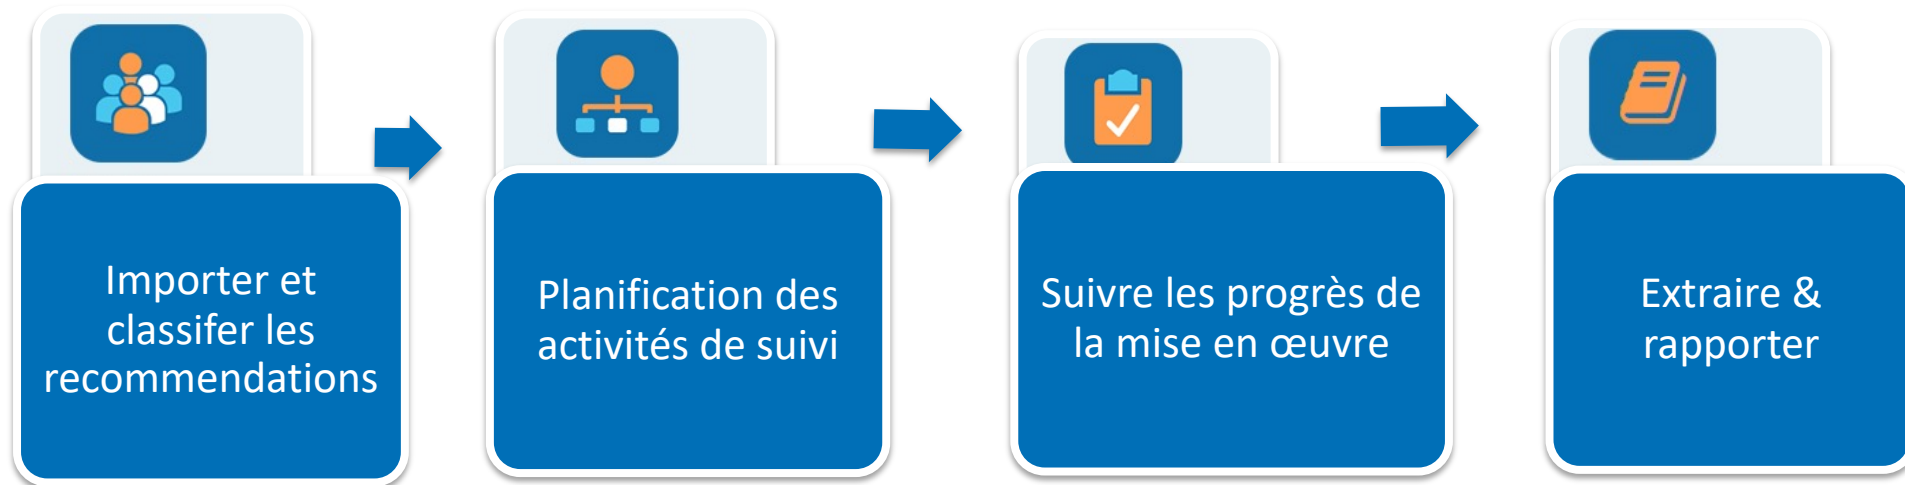 Importer et
classifer les
recommendations
Planification des
activités de suivi
Suivre les progrès de
la mise en œuvre
Extraire &
rapporter